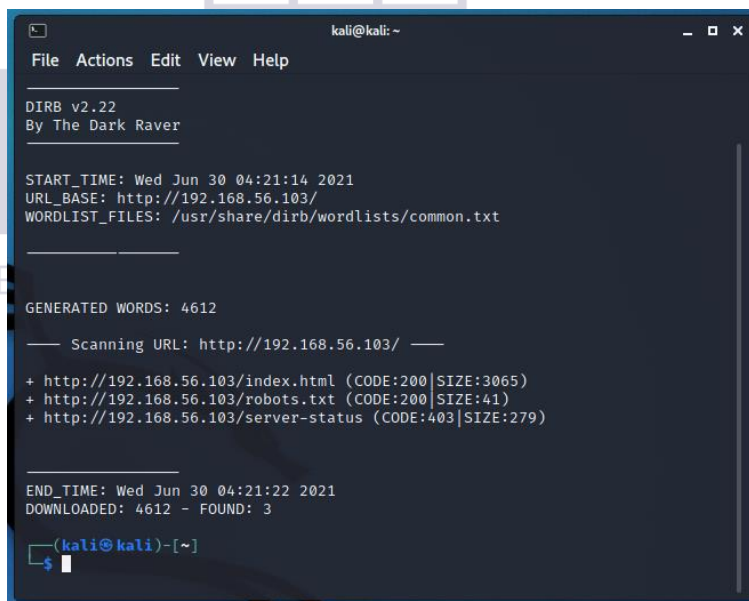 kali@kali: ~
File Actions Edit View Help
DIRB v2.22
By The Dark Raver
START_TIME: Wed Jun 30 04:21:14 2021
URL_BASE: http://192.168.56.103/
WORDLIST_FILES: /usr/share/dirb/wordlists/common.txt
GENERATED WORDS: 4612
---- Scanning URL: http://192.168.56.103/ ----
+ http://192.168.56.103/index.html (CODE:200|SIZE:3065)
+ http://192.168.56.103/robots.txt (CODE:200|SIZE:41)
+ http://192.168.56.103/server-status (CODE:403|SIZE:279)
END_TIME: Wed Jun 30 04:21:22 2021
DOWNLOADED: 4612 - FOUND: 3
┌──(kali㉿kali)-[~]
└─$